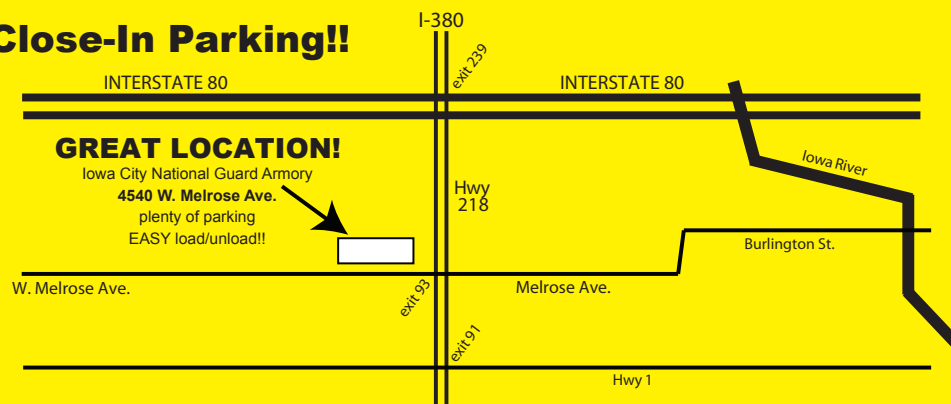 I-380
Close-In Parking!!
exit 239
INTERSTATE 80
INTERSTATE 80
GREAT LOCATION!
Iowa City National Guard Armory
4540 W. Melrose Ave.
plenty of parking
EASY load/unload!!
Iowa River
Hwy
218
Burlington St.
W. Melrose Ave.
exit 93
Melrose Ave.
exit 91
Hwy 1